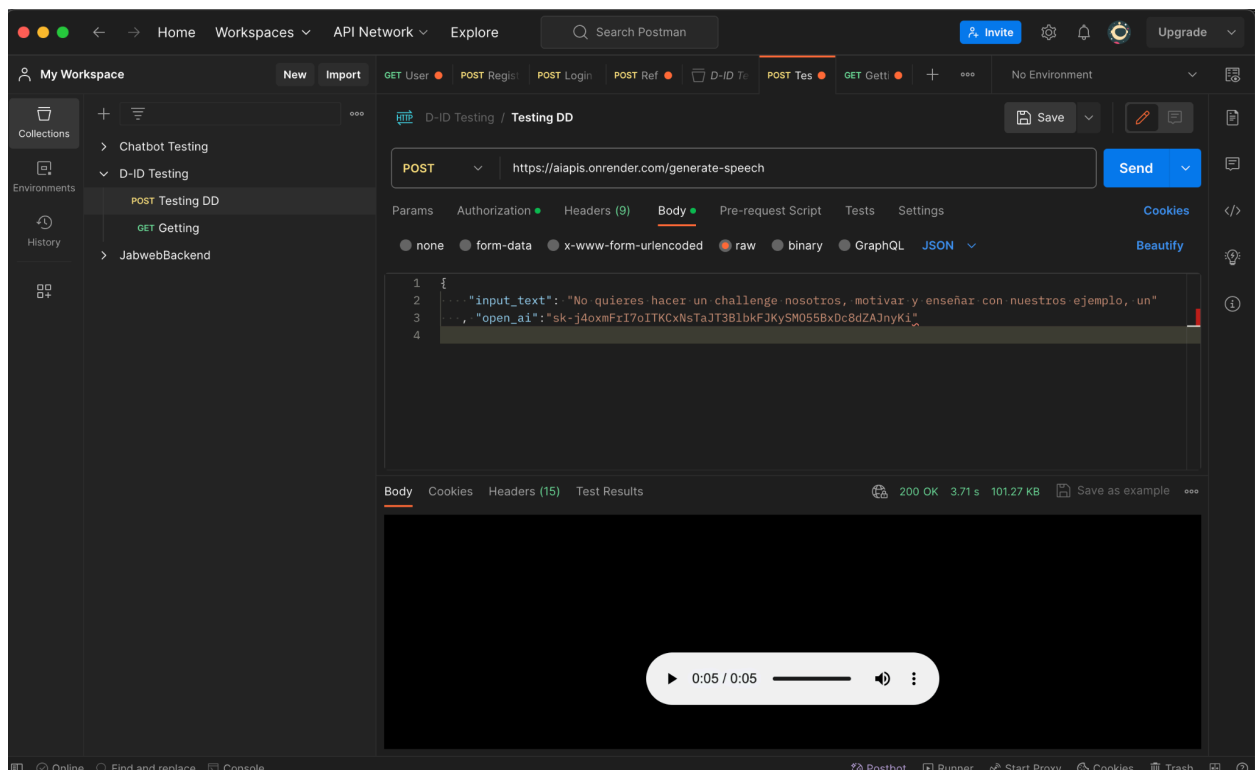 Home Workspaces API Network Explore Search Postman Invite Upgrade
My Workspace New Import GET User POST Regist POST Login POST Ref D-ID Te POST Tes GET Getti No Environment
Collections
Environments
History
Chatbot Testing
D-ID Testing
POST Testing DD
GET Getting
JabwebBackend
HTTP D-ID Testing / Testing DD Save
POST https://aiapis.onrender.com/generate-speech Send
Params Authorization Headers (9) Body Pre-request Script Tests Settings Cookies
none form-data x-www-form-urlencoded raw binary GraphQL JSON Beautify
1 {
2 "input_text": "No quieres hacer un challenge nosotros, motivar y enseñar con nuestros ejemplo, un"
3 , "open_ai":
4
Body Cookies Headers (15) Test Results 200 OK 3.71 s 101.27 KB Save as example
0:05 / 0:05
Online Find and replace Console Postbot Runner Start Proxy Cookies Trash